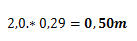 2,0.* 0,29 = 0,50m